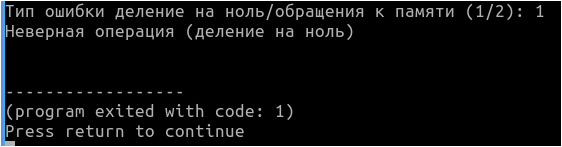 Тип ошибки деление на ноль/обращения к памяти (1/2): 1
Неверная операция (деление на ноль)
------------------
(program exited with code: 1)
Press return to continue